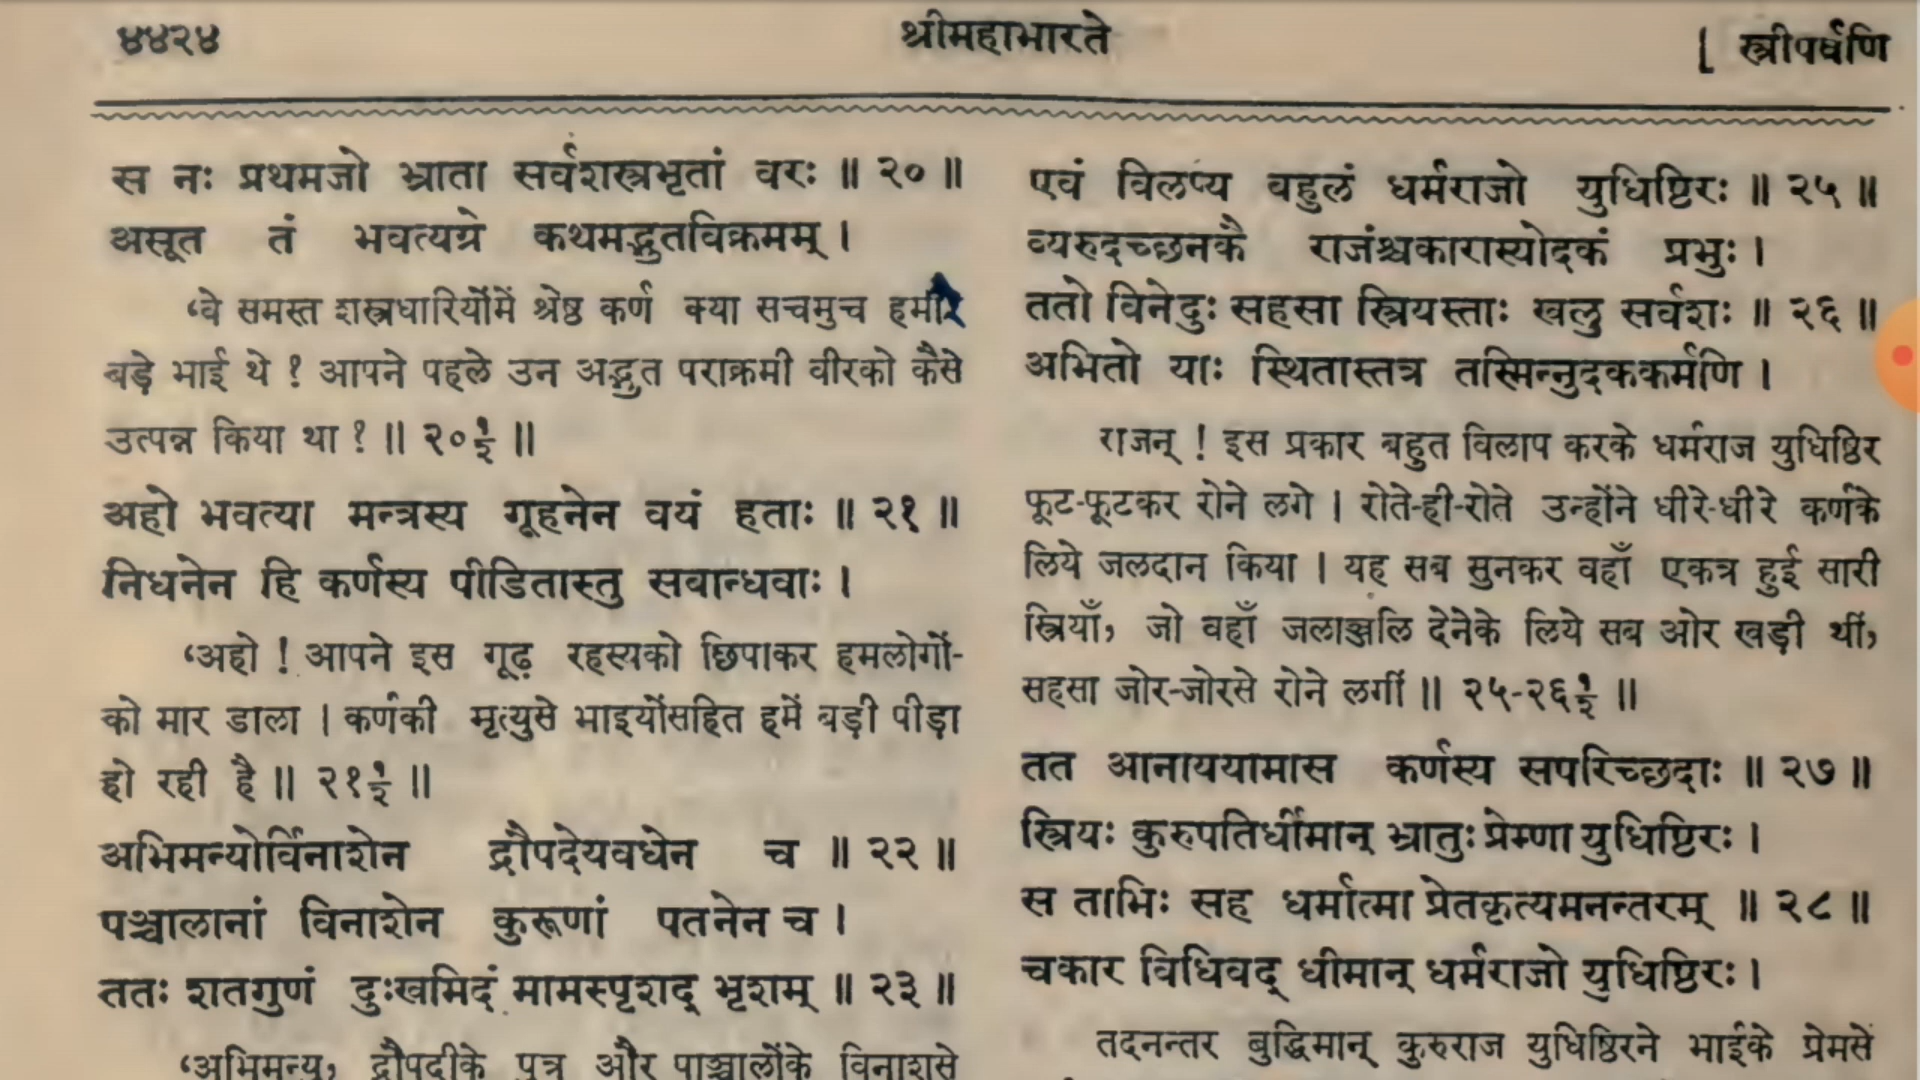 ४४२४
श्रीमहाभारते
[ स्त्रीपर्वणि
स नः प्रथमजो भ्राता सर्वशस्त्रभृतां वरः ॥ २० ॥
असूत तं भवत्यग्रे कथमद्भुतविक्रमम् ।
‘वे समस्त शस्त्रधारियोंमें श्रेष्ठ कर्ण क्या सचमुच हमारे
बड़े भाई थे ? आपने पहले उन अद्भुत पराक्रमी वीरको कैसे
उत्पन्न किया था ? ॥ २०½ ॥
अहो भवत्या मन्त्रस्य गूहनेन वयं हताः ॥ २१ ॥
निधनेन हि कर्णस्य पीडितास्तु सबान्धवाः ।
‘अहो ! आपने इस गूढ़ रहस्यको छिपाकर हमलोगों-
को मार डाला । कर्णकी मृत्युसे भाइयोंसहित हमें बड़ी पीड़ा
हो रही है ॥ २१½ ॥
अभिमन्योर्विनाशेन द्रौपदेयवधेन च ॥ २२ ॥
पञ्चालानां विनाशेन कुरूणां पतनेन च ।
ततः शतगुणं दुःखमिदं मामस्पृशद् भृशम् ॥ २३ ॥
‘अभिमन्यु, द्रौपदीके पुत्र और पाञ्चालोंके विनाशसे
एवं विलप्य बहुलं धर्मराजो युधिष्ठिरः ॥ २५ ॥
व्यरुदच्छनकै राजंश्चकारास्योदकं प्रभुः ।
ततो विनेदुः सहसा स्त्रियस्ताः खलु सर्वशः ॥ २६ ॥
अभितो याः स्थितास्तत्र तस्मिन्नुदककर्मणि ।
राजन् ! इस प्रकार बहुत विलाप करके धर्मराज युधिष्ठिर
फूट-फूटकर रोने लगे । रोते-ही-रोते उन्होंने धीरे-धीरे कर्णके
लिये जलदान किया । यह सब सुनकर वहाँ एकत्र हुई सारी
स्त्रियाँ, जो वहाँ जलाञ्जलि देनेके लिये सब ओर खड़ी थीं,
सहसा जोर-जोरसे रोने लगीं ॥ २५-२६½ ॥
तत आनाययामास कर्णस्य सपरिच्छदाः ॥ २७ ॥
स्त्रियः कुरुपतिर्धीमान् भ्रातुः प्रेम्णा युधिष्ठिरः ।
स ताभिः सह धर्मात्मा प्रेतकृत्यमनन्तरम् ॥ २८ ॥
चकार विधिवद् धीमान् धर्मराजो युधिष्ठिरः ।
तदनन्तर बुद्धिमान् कुरुराज युधिष्ठिरने भाईके प्रेमसे